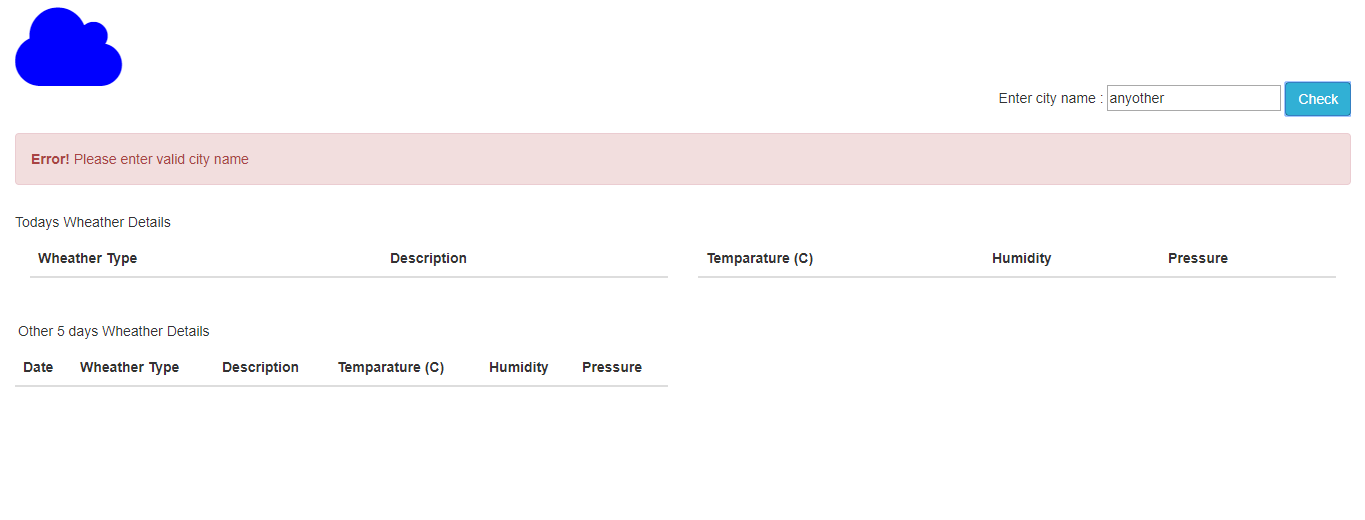 Enter city name : anyother Check
Error! Please enter valid city name
Todays Wheather Details
Wheather Type Description Temparature (C) Humidity Pressure
Other 5 days Wheather Details
Date Wheather Type Description Temparature (C) Humidity Pressure